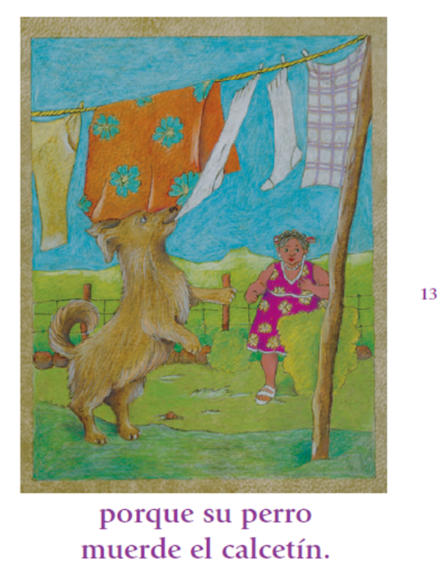 13
porque su perro
muerde el calcetín.